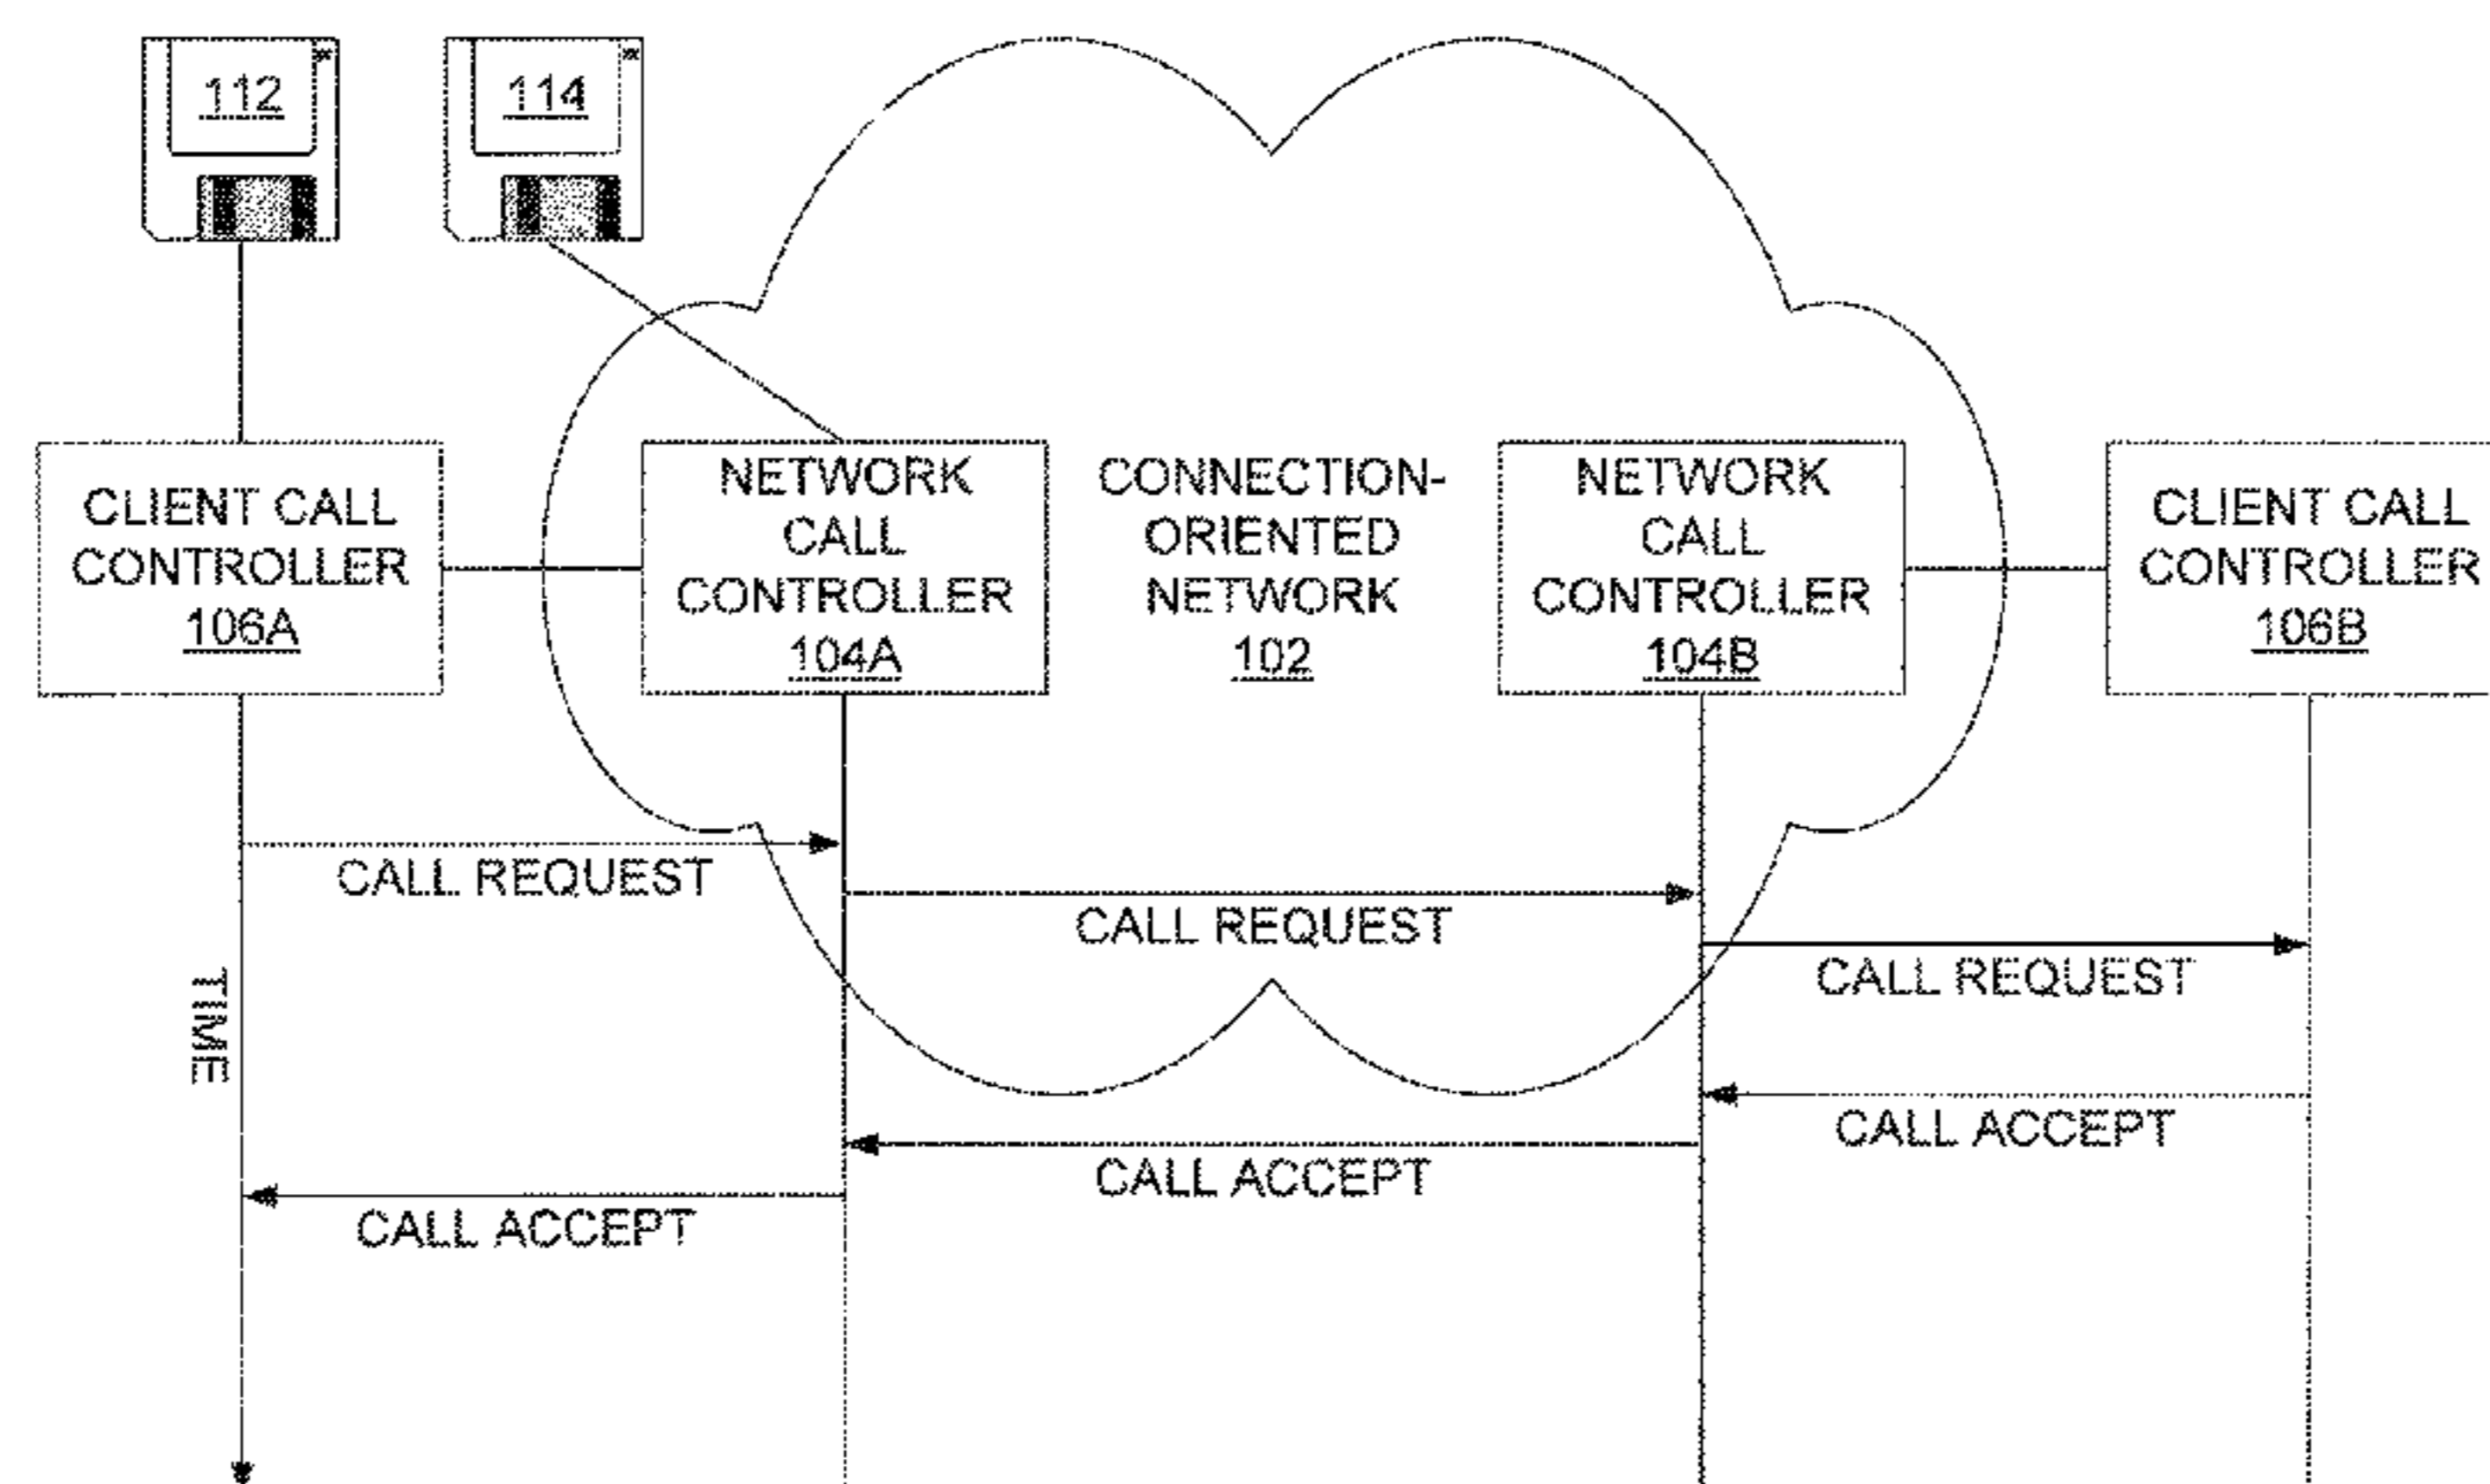 112
114
CLIENT CALL
CONTROLLER
106A
NETWORK
CALL
CONTROLLER
104A
CONNECTION-
ORIENTED
NETWORK
102
NETWORK
CALL
CONTROLLER
104B
CLIENT CALL
CONTROLLER
106B
CALL REQUEST
CALL REQUEST
CALL REQUEST
TIME
CALL ACCEPT
CALL ACCEPT
CALL ACCEPT